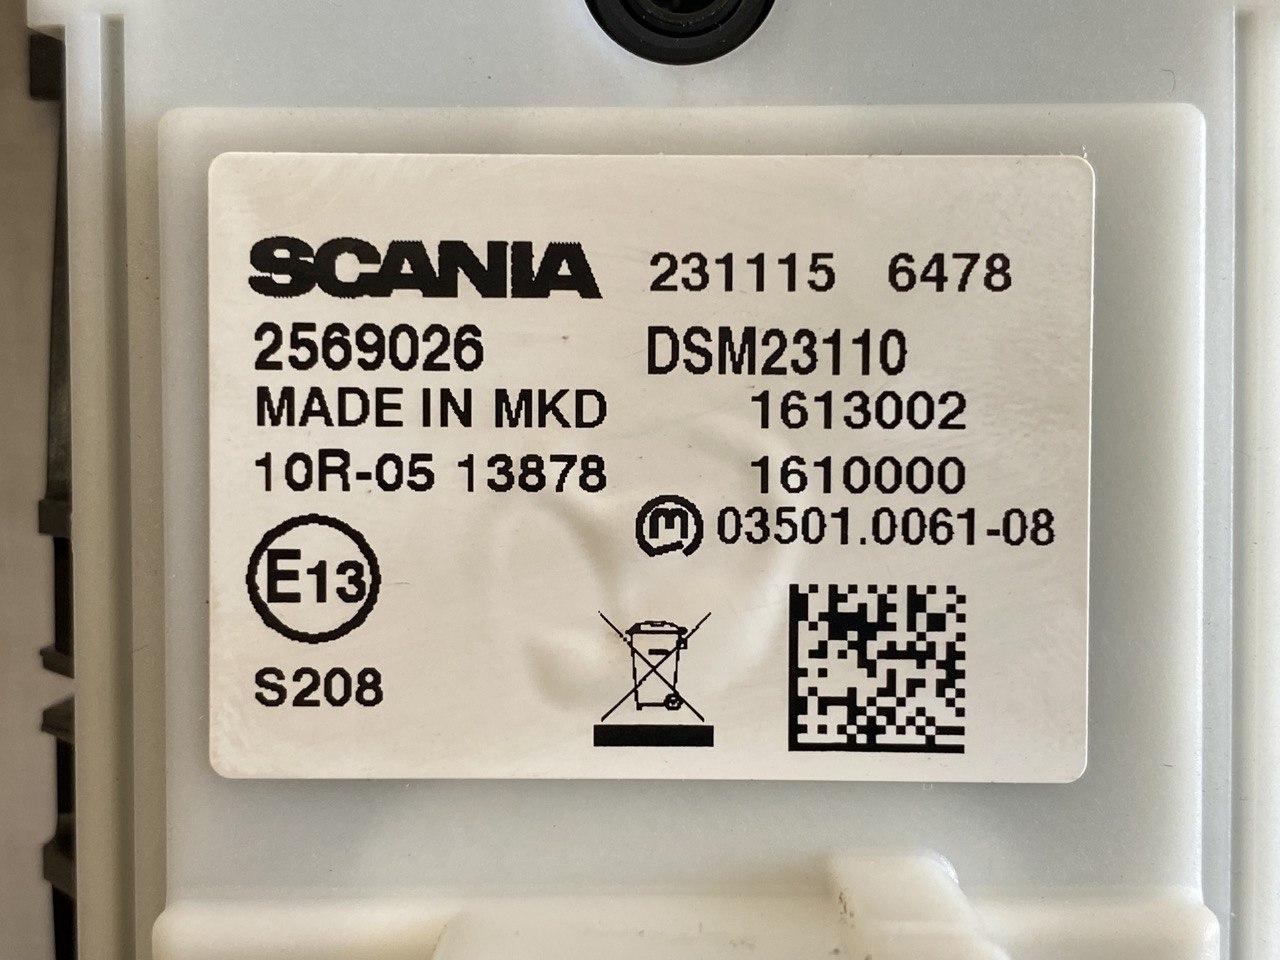 SCANIA 231115 6478
2569026 DSM23110
MADE IN MKD 1613002
10R-05 13878 1610000
m 03501.0061-08
E13
S208